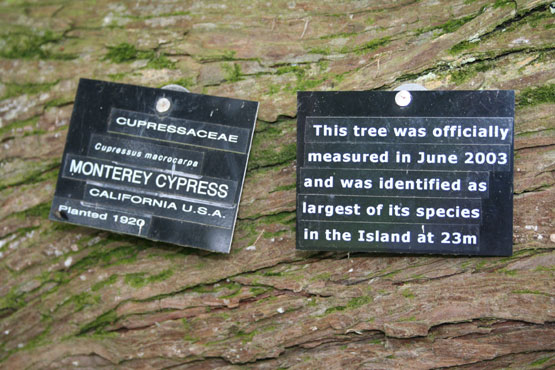 CUPRESSACEAE
Cupressus macrocarps
MONTEREY CYPRESS
CALIFORNIA U.S.A.
Planted 1920
This tree was officially
measured in June 2003
and was identified as
largest of its species
in the Island at 23m